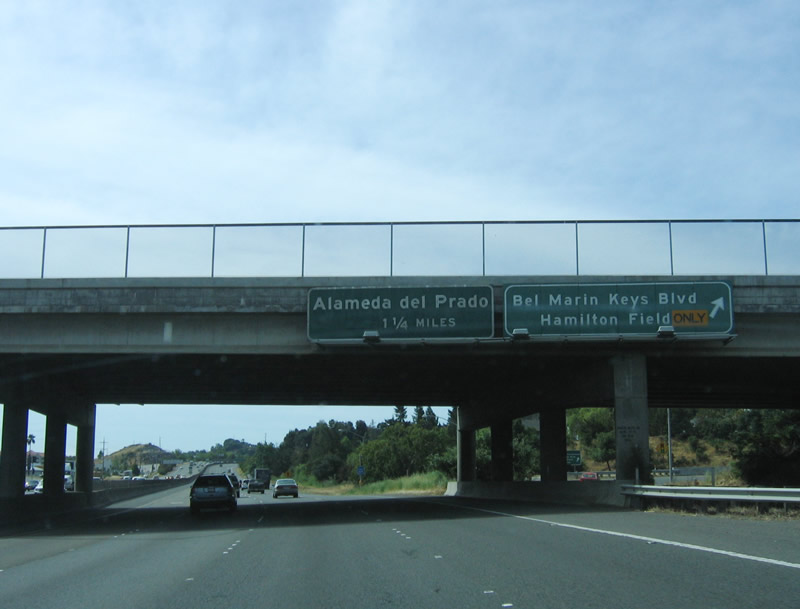 Alameda del Prado
1 1/4 MILES
Bel Marin Keys Blvd
Hamilton Field ONLY